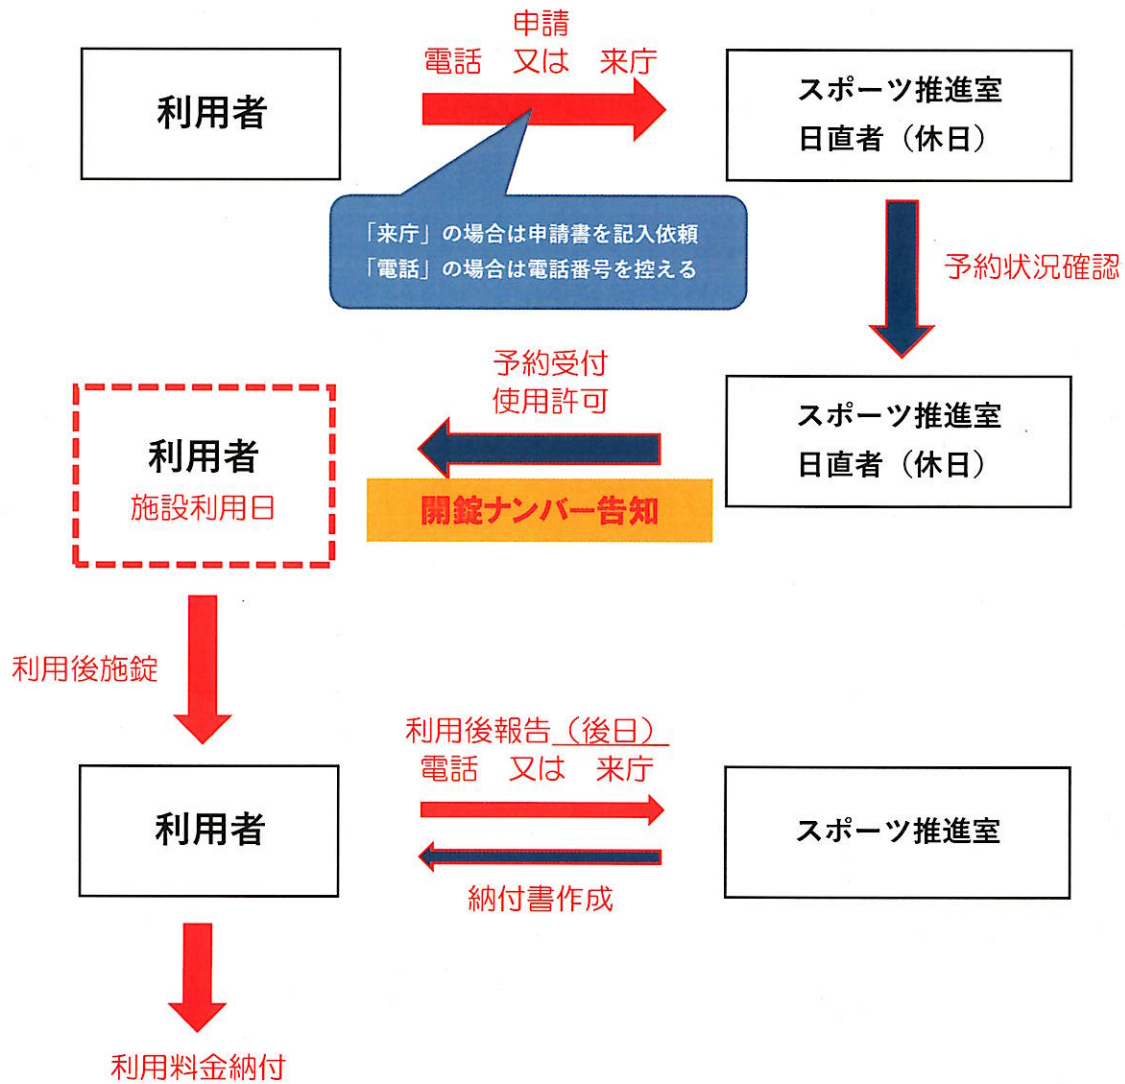 申請
電話　又は　来庁
利用者
スポーツ推進室
日直者（休日）
「来庁」の場合は申請書を記入依頼
「電話」の場合は電話番号を控える
予約状況確認
予約受付
使用許可
スポーツ推進室
日直者（休日）
利用者
施設利用日
開錠ナンバー告知
利用後施錠
利用後報告（後日）
電話　又は　来庁
利用者
スポーツ推進室
納付書作成
利用料金納付